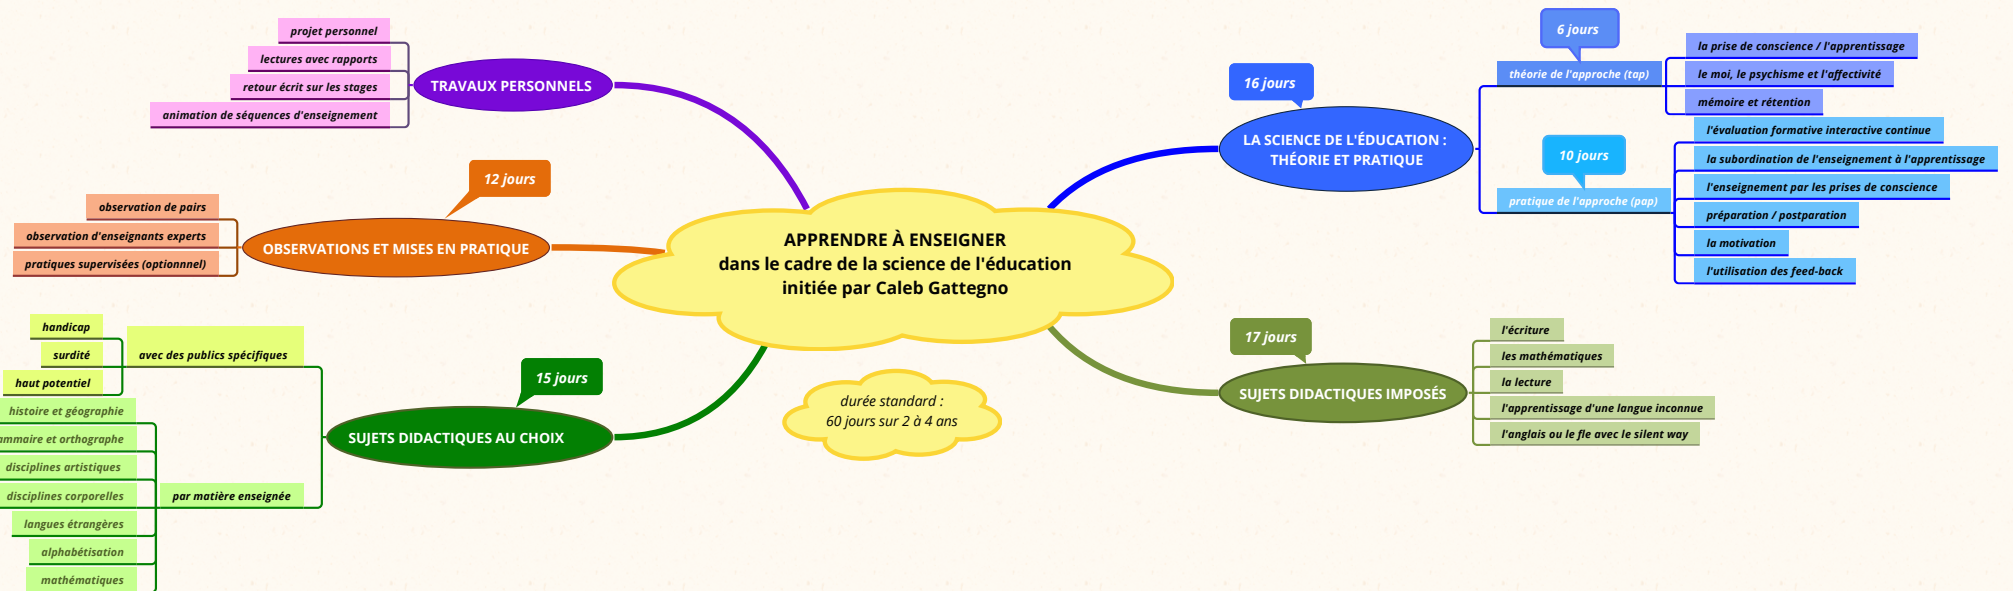 APPRENDRE À ENSEIGNER
dans le cadre de la science de l'éducation
initiée par Caleb Gattegno
durée standard :
60 jours sur 2 à 4 ans
TRAVAUX PERSONNELS
projet personnel
lectures avec rapports
retour écrit sur les stages
animation de séquences d'enseignement
12 jours
OBSERVATIONS ET MISES EN PRATIQUE
observation de pairs
observation d'enseignants experts
pratiques supervisées (optionnnel)
15 jours
SUJETS DIDACTIQUES AU CHOIX
avec des publics spécifiques
handicap
surdité
haut potentiel
par matière enseignée
histoire et géographie
et orthographe
disciplines artistiques
disciplines corporelles
langues étrangères
alphabétisation
mathématiques
16 jours
LA SCIENCE DE L'ÉDUCATION :
THÉORIE ET PRATIQUE
6 jours
théorie de l'approche (tap)
la prise de conscience / l'apprentissage
le moi, le psychisme et l'affectivité
mémoire et rétention
10 jours
pratique de l'approche (pap)
l'évaluation formative interactive continue
la subordination de l'enseignement à l'apprentissage
l'enseignement par les prises de conscience
préparation / postparation
la motivation
l'utilisation des feed-back
17 jours
SUJETS DIDACTIQUES IMPOSÉS
l'écriture
les mathématiques
la lecture
l'apprentissage d'une langue inconnue
l'anglais ou le fle avec le silent way